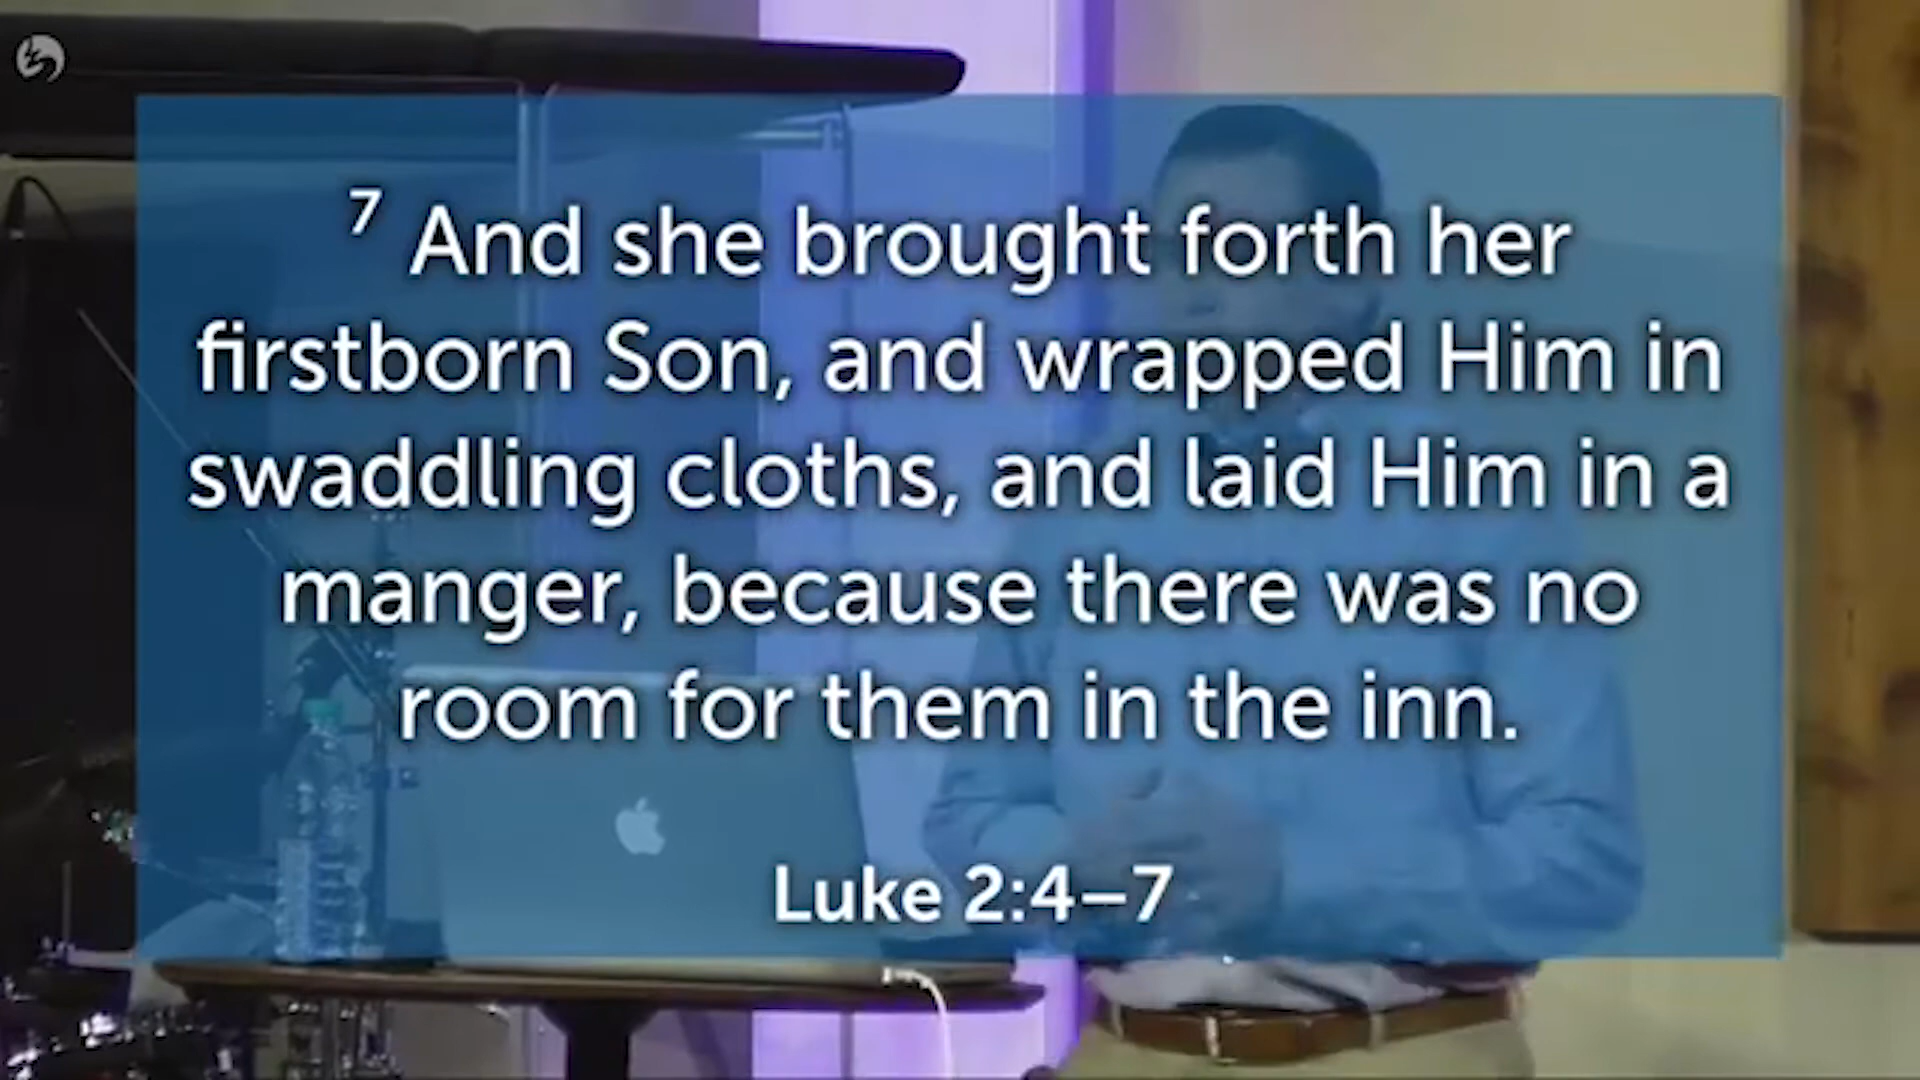 7 And she brought forth her
firstborn Son, and wrapped Him in
swaddling cloths, and laid Him in a
manger, because there was no
room for them in the inn.
Luke 2:4–7